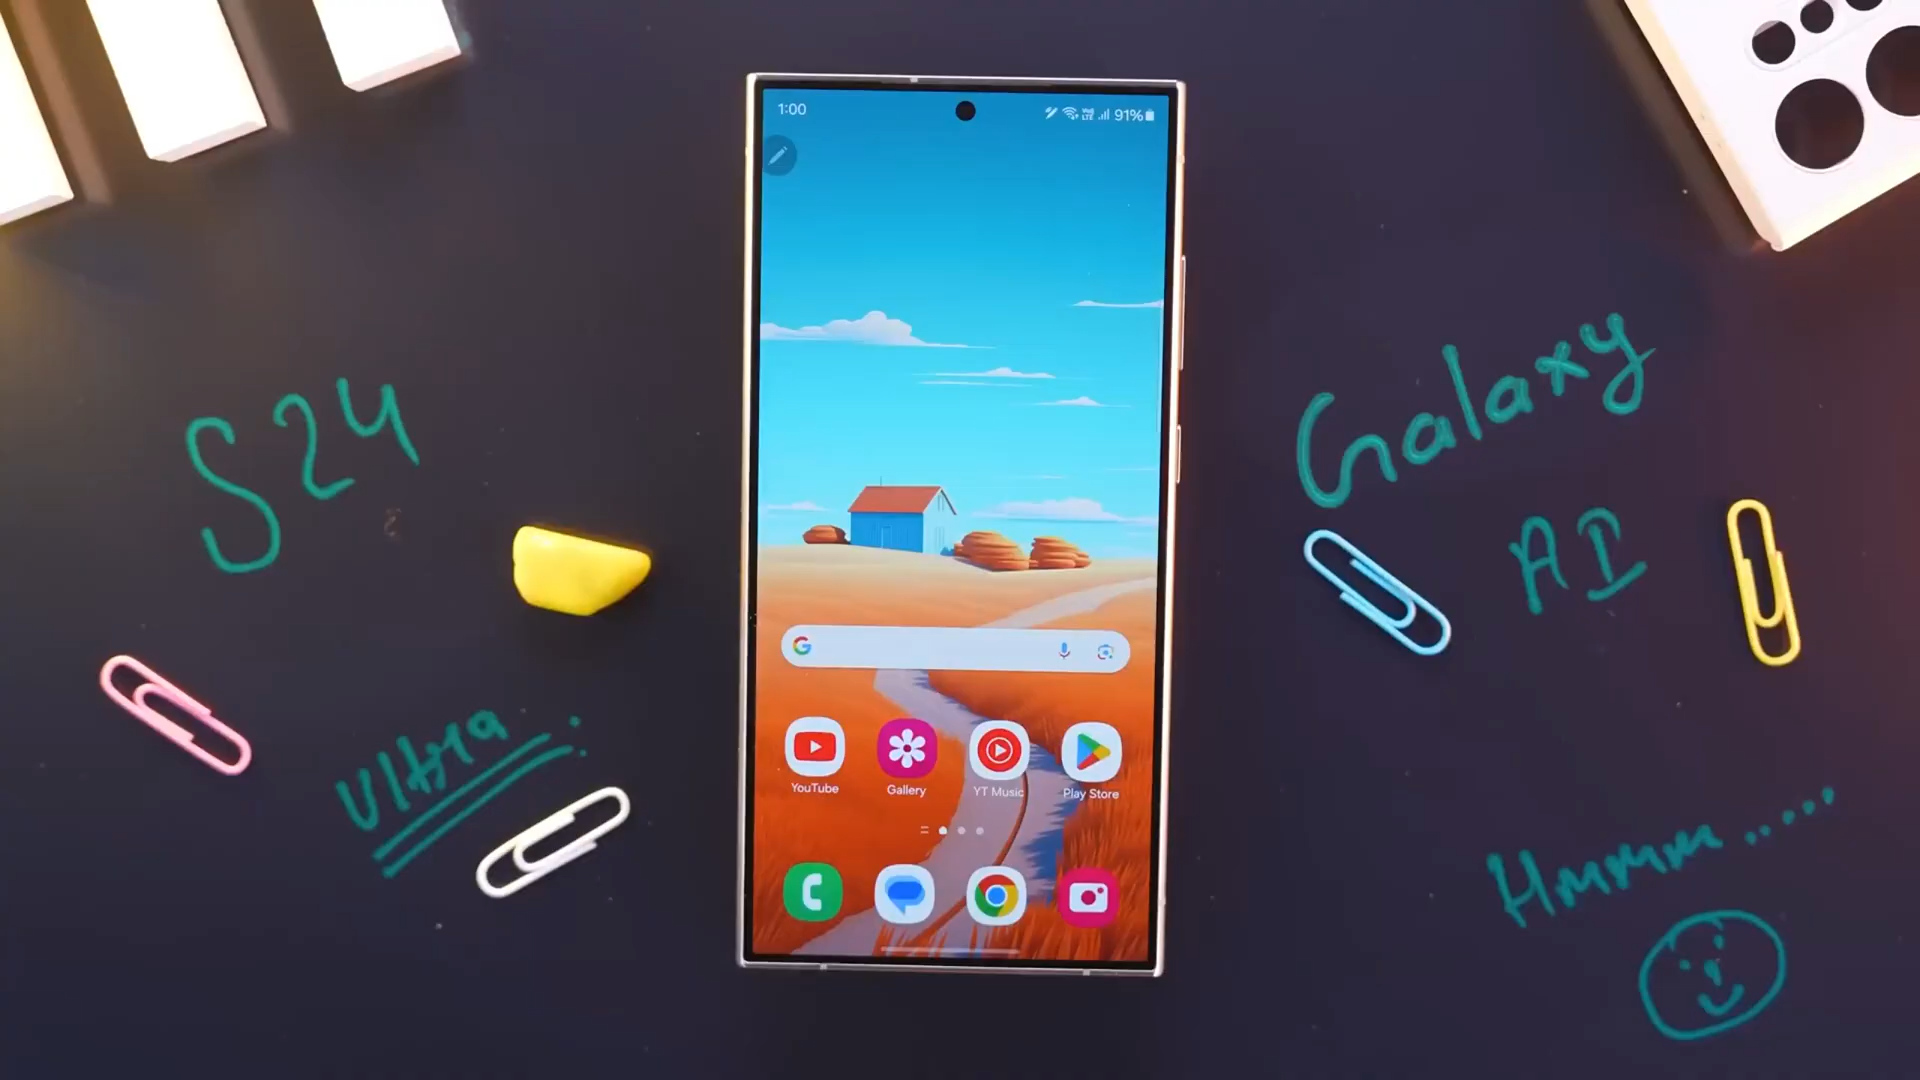 1:00
91%
S24
Galaxy
AI
Ultra
YouTube
Gallery
YT Music
Play Store
Hmmm.....